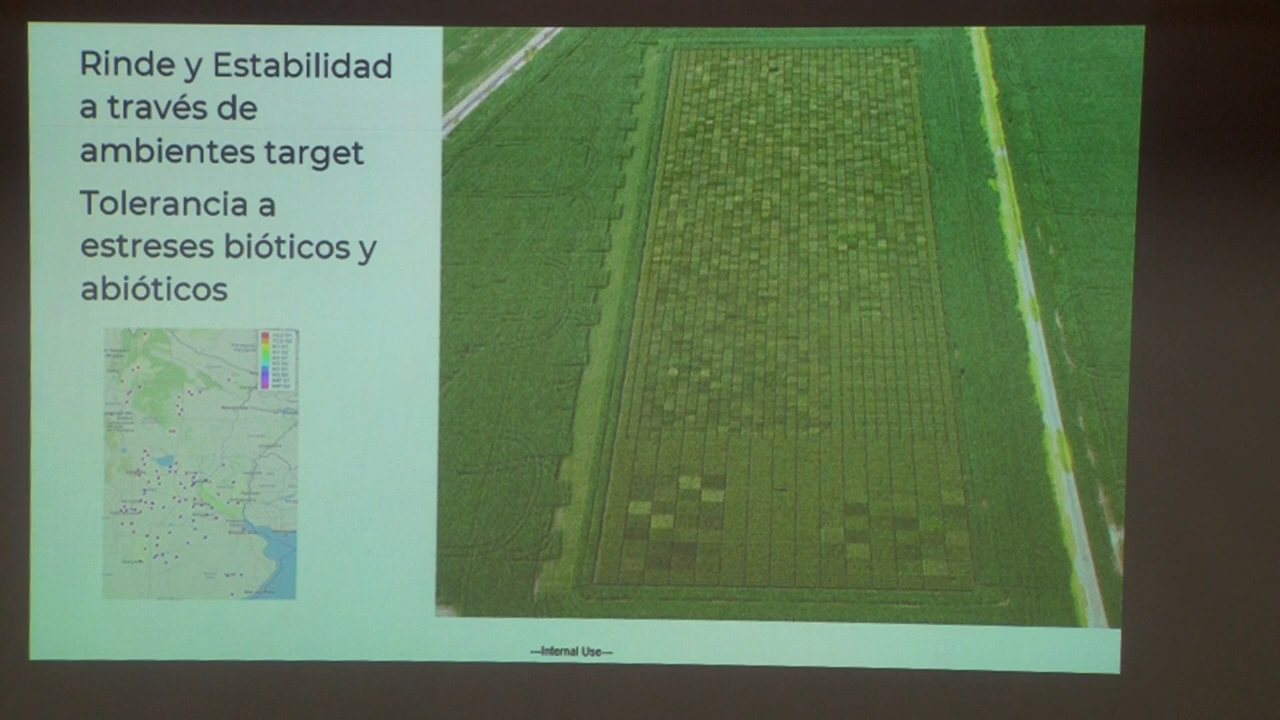 Rinde y Estabilidad
a través de
ambientes target
Tolerancia a
estreses bióticos y
abióticos
---Internal Use---